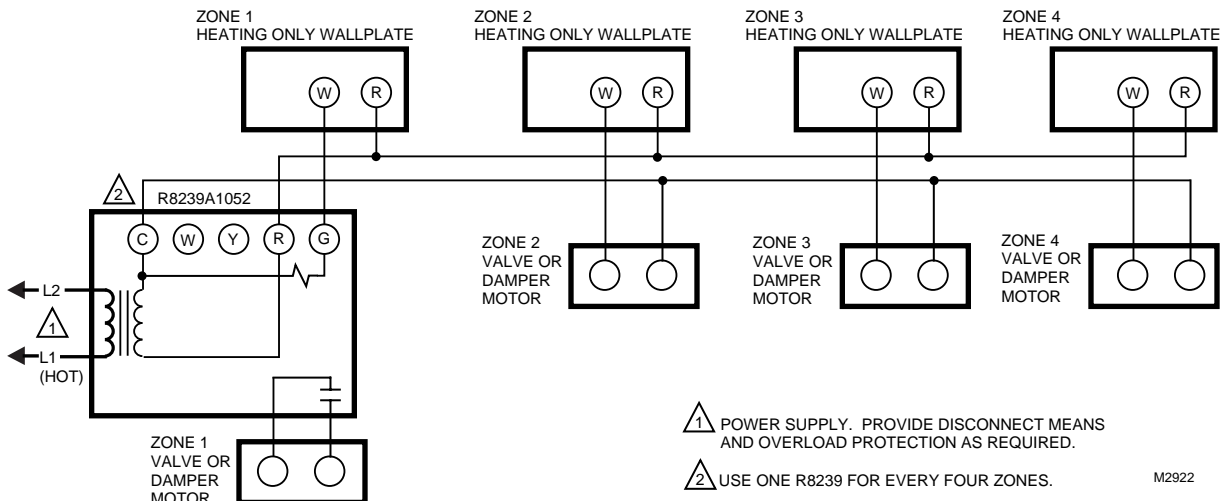 ZONE 1
HEATING ONLY WALLPLATE
ZONE 2
HEATING ONLY WALLPLATE
ZONE 3
HEATING ONLY WALLPLATE
ZONE 4
HEATING ONLY WALLPLATE
W R
W R
W R
W R
2
R8239A1052
C W Y R G
ZONE 2
VALVE OR
DAMPER
MOTOR
ZONE 3
VALVE OR
DAMPER
MOTOR
ZONE 4
VALVE OR
DAMPER
MOTOR
L2
1
L1
(HOT)
ZONE 1
VALVE OR
DAMPER
MOTOR
1 POWER SUPPLY. PROVIDE DISCONNECT MEANS
AND OVERLOAD PROTECTION AS REQUIRED.
2 USE ONE R8239 FOR EVERY FOUR ZONES.
M2922